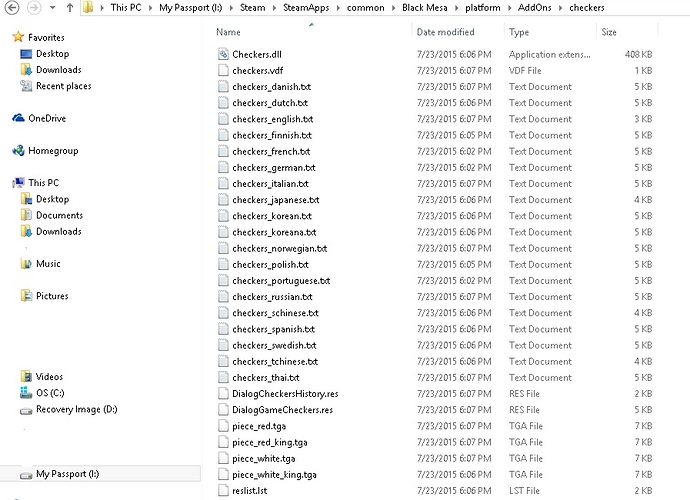 This PC › My Passport (I:) › Steam › SteamApps › common › Black Mesa › platform › AddOns › checkers
Favorites
Desktop
Downloads
Recent places
OneDrive
Homegroup
This PC
Desktop
Documents
Downloads
Music
Pictures
Videos
OS (C:)
Recovery Image (D:)
My Passport (I:)
Name Date modified Type Size
Checkers.dll 7/23/2015 6:06 PM Application extens... 408 KB
checkers.vdf 7/23/2015 6:07 PM VDF File 1 KB
checkers_danish.txt 7/23/2015 6:07 PM Text Document 5 KB
checkers_dutch.txt 7/23/2015 6:06 PM Text Document 5 KB
checkers_english.txt 7/23/2015 6:07 PM Text Document 3 KB
checkers_finnish.txt 7/23/2015 6:05 PM Text Document 5 KB
checkers_french.txt 7/23/2015 6:02 PM Text Document 5 KB
checkers_german.txt 7/23/2015 6:02 PM Text Document 5 KB
checkers_italian.txt 7/23/2015 6:07 PM Text Document 5 KB
checkers_japanese.txt 7/23/2015 6:06 PM Text Document 4 KB
checkers_korean.txt 7/23/2015 6:06 PM Text Document 5 KB
checkers_koreana.txt 7/23/2015 6:06 PM Text Document 5 KB
checkers_norwegian.txt 7/23/2015 6:07 PM Text Document 5 KB
checkers_polish.txt 7/23/2015 6:05 PM Text Document 5 KB
checkers_portuguese.txt 7/23/2015 6:02 PM Text Document 5 KB
checkers_russian.txt 7/23/2015 6:07 PM Text Document 5 KB
checkers_schinese.txt 7/23/2015 6:06 PM Text Document 4 KB
checkers_spanish.txt 7/23/2015 6:06 PM Text Document 5 KB
checkers_swedish.txt 7/23/2015 6:06 PM Text Document 5 KB
checkers_tchinese.txt 7/23/2015 6:06 PM Text Document 4 KB
checkers_thai.txt 7/23/2015 6:07 PM Text Document 5 KB
DialogCheckersHistory.res 7/23/2015 6:07 PM RES File 2 KB
DialogGameCheckers.res 7/23/2015 6:07 PM RES File 5 KB
piece_red.tga 7/23/2015 6:07 PM TGA File 7 KB
piece_red_king.tga 7/23/2015 6:07 PM TGA File 7 KB
piece_white.tga 7/23/2015 6:07 PM TGA File 7 KB
piece_white_king.tga 7/23/2015 6:07 PM TGA File 7 KB
reslist.lst 7/23/2015 6:06 PM LST File 2 KB